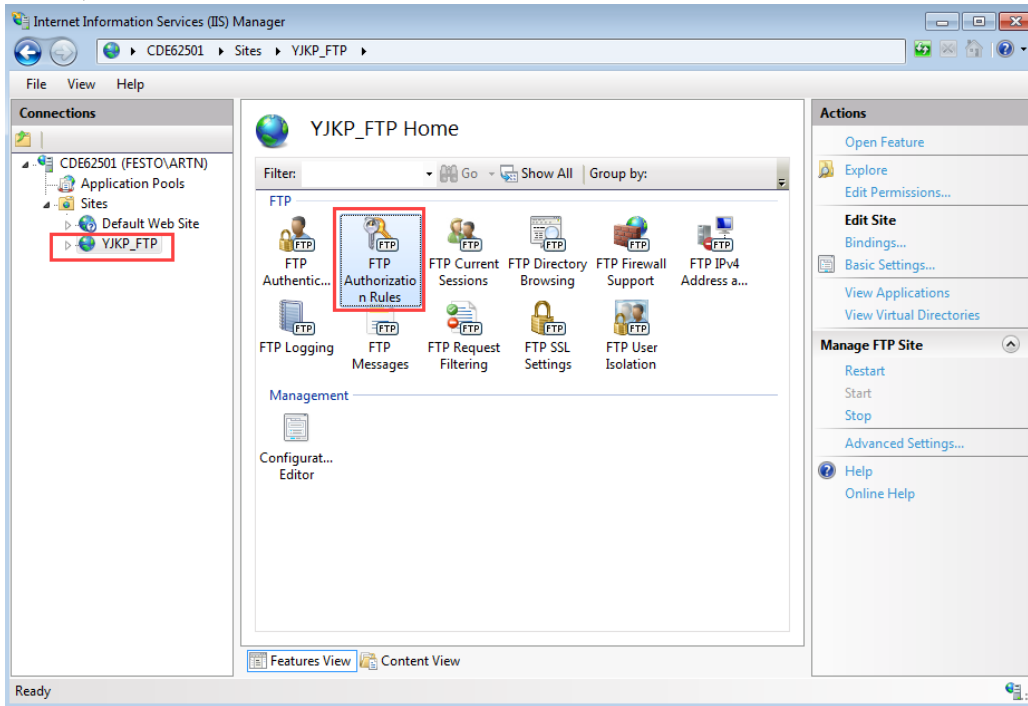 Internet Information Services (IIS) Manager
CDE62501 Sites YJKP_FTP
File View Help
Connections
CDE62501 (FESTO\ARTN)
Application Pools
Sites
Default Web Site
YJKP_FTP
YJKP_FTP Home
Filter: Go Show All Group by:
FTP
FTP Authentic...
FTP Authorizatio n Rules
FTP Current Sessions
FTP Directory Browsing
FTP Firewall Support
FTP IPv4 Address a...
FTP Logging
FTP Messages
FTP Request Filtering
FTP SSL Settings
FTP User Isolation
Management
Configurat... Editor
Features View Content View
Actions
Open Feature
Explore
Edit Permissions...
Edit Site
Bindings...
Basic Settings...
View Applications
View Virtual Directories
Manage FTP Site
Restart
Start
Stop
Advanced Settings...
Help
Online Help
Ready